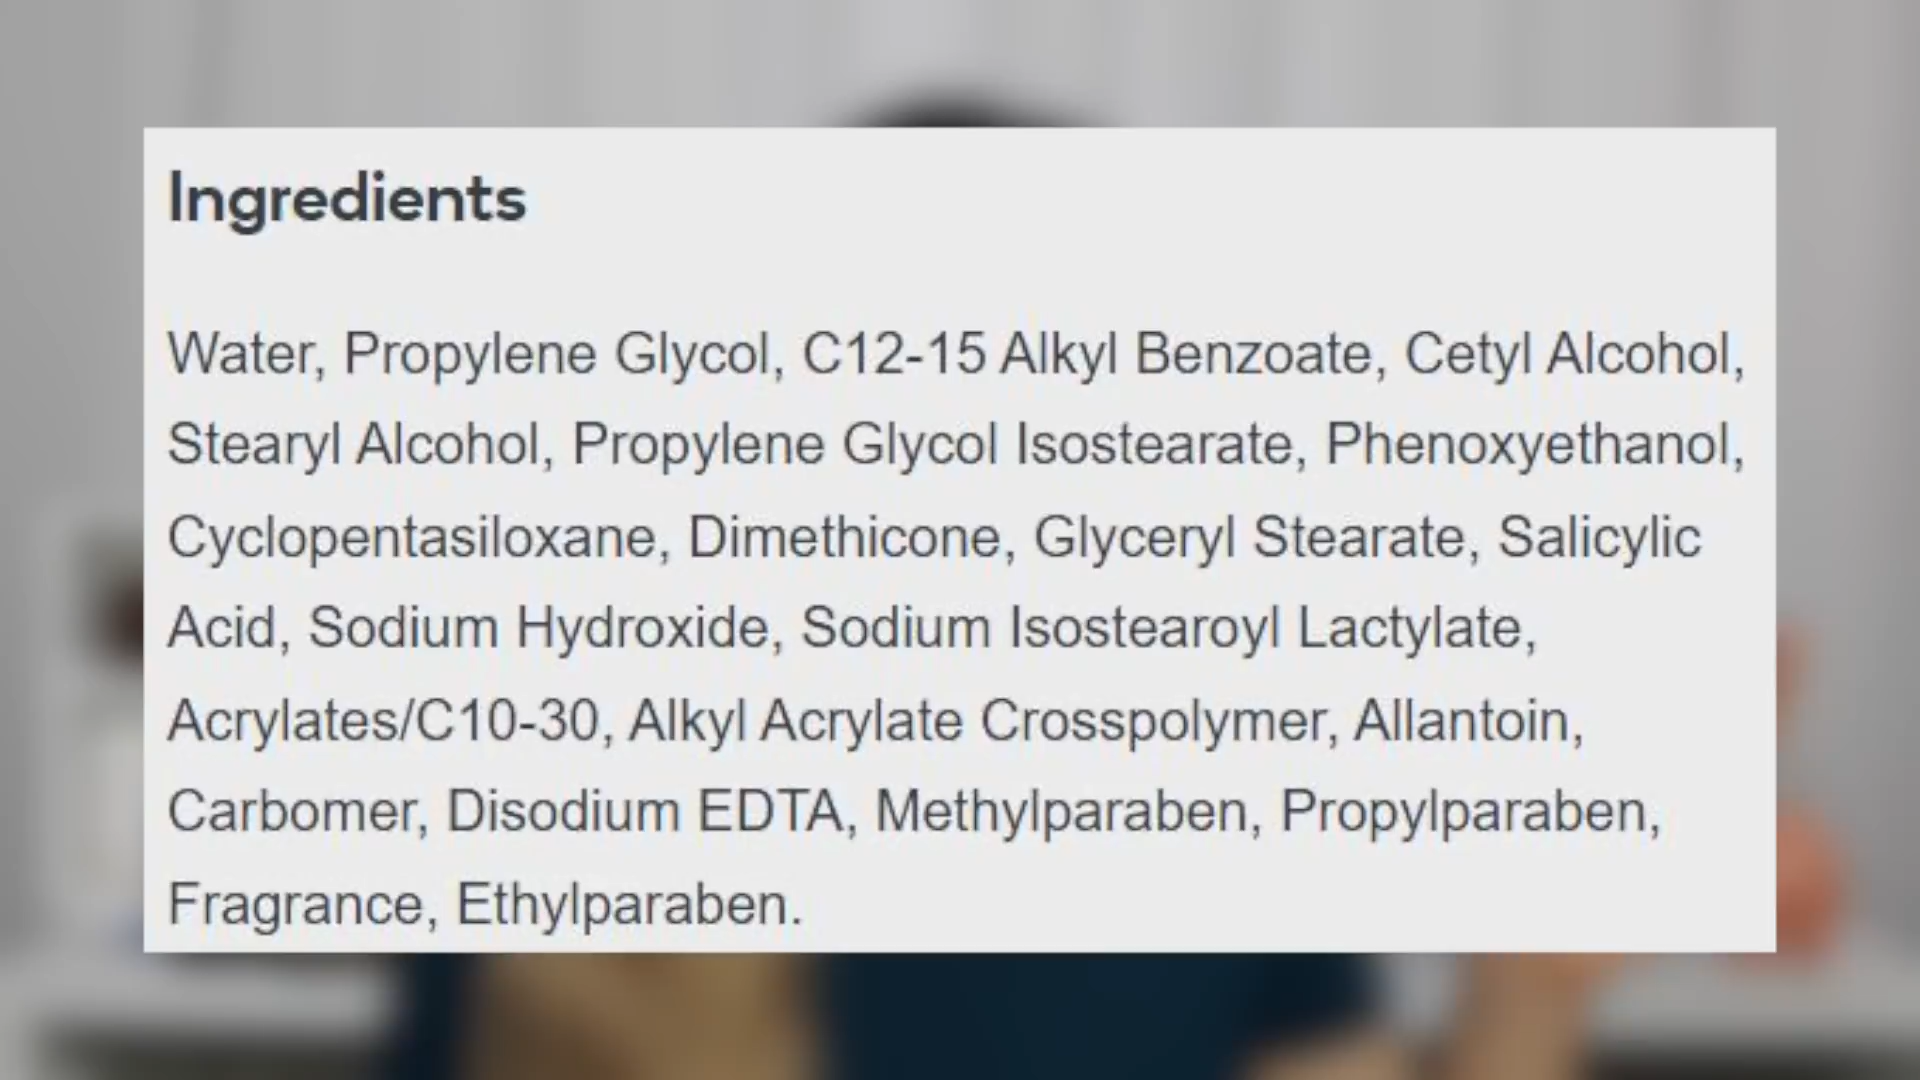 Ingredients
Water, Propylene Glycol, C12-15 Alkyl Benzoate, Cetyl Alcohol,
Stearyl Alcohol, Propylene Glycol Isostearate, Phenoxyethanol,
Cyclopentasiloxane, Dimethicone, Glyceryl Stearate, Salicylic
Acid, Sodium Hydroxide, Sodium Isostearoyl Lactylate,
Acrylates/C10-30, Alkyl Acrylate Crosspolymer, Allantoin,
Carbomer, Disodium EDTA, Methylparaben, Propylparaben,
Fragrance, Ethylparaben.